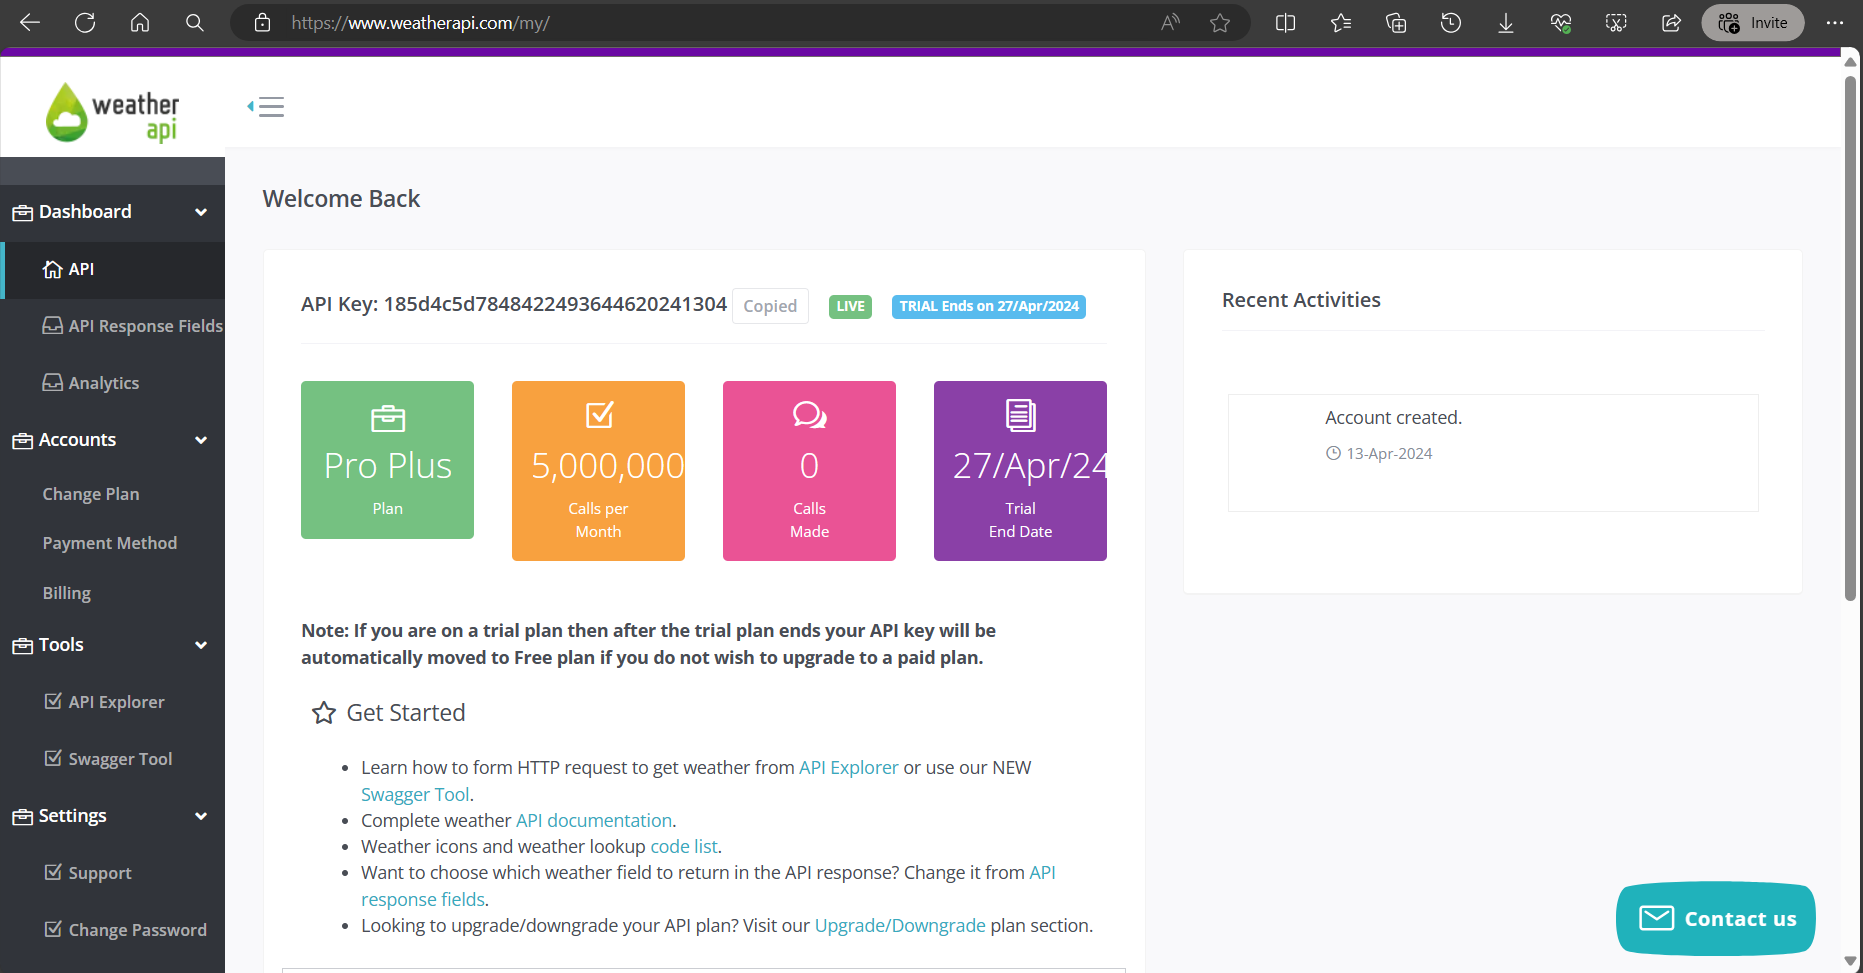 https://www.weatherapi.com/my/
Invite
weather
api
Dashboard
API
API Response Fields
Analytics
Accounts
Change Plan
Payment Method
Billing
Tools
API Explorer
Swagger Tool
Settings
Support
Change Password
Welcome Back
API Key: 185d4c5d7848422493644620241304 Copied LIVE TRIAL Ends on 27/Apr/2024
Pro Plus
Plan
5,000,000
Calls per
Month
0
Calls
Made
27/Apr/24
Trial
End Date
Note: If you are on a trial plan then after the trial plan ends your API key will be
automatically moved to Free plan if you do not wish to upgrade to a paid plan.
Get Started
• Learn how to form HTTP request to get weather from API Explorer or use our NEW
Swagger Tool.
• Complete weather API documentation.
• Weather icons and weather lookup code list.
• Want to choose which weather field to return in the API response? Change it from API
response fields.
• Looking to upgrade/downgrade your API plan? Visit our Upgrade/Downgrade plan section.
Recent Activities
Account created.
13-Apr-2024
Contact us